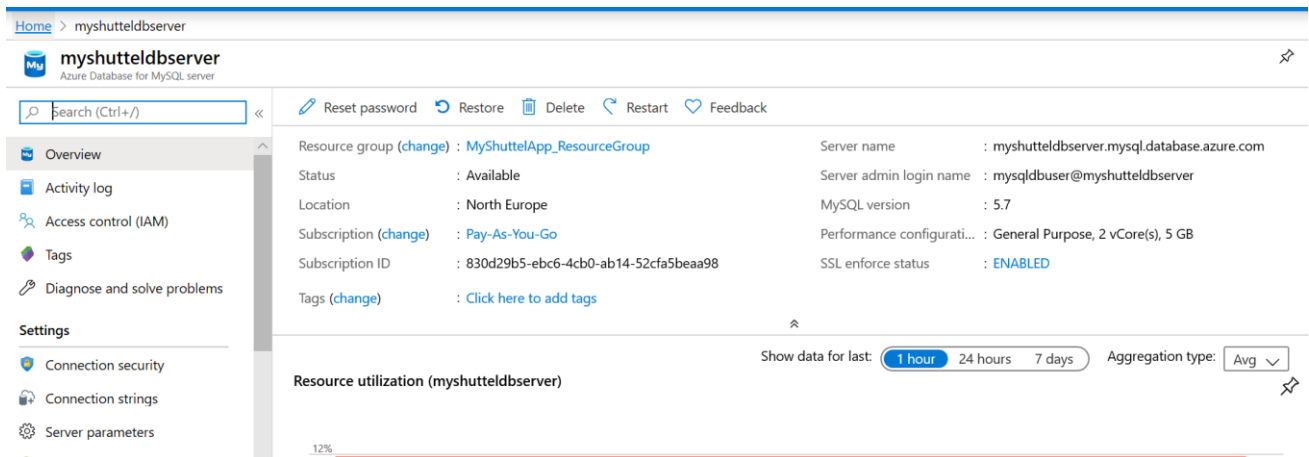 Home > myshutteldbserver
myshutteldbserver
Azure Database for MySQL server
Search (Ctrl+/)
«
Overview
Activity log
Access control (IAM)
Tags
Diagnose and solve problems
Settings
Connection security
Connection strings
Server parameters
Reset password Restore Delete Restart Feedback
Resource group (change) : MyShuttelApp_ResourceGroup
Status : Available
Location : North Europe
Subscription (change) : Pay-As-You-Go
Subscription ID : 830d29b5-ebc6-4cb0-ab14-52cfa5beaa98
Tags (change) : Click here to add tags
Server name : myshutteldbserver.mysql.database.azure.com
Server admin login name : mysqldbuser@myshutteldbserver
MySQL version : 5.7
Performance configurati... : General Purpose, 2 vCore(s), 5 GB
SSL enforce status : ENABLED
Show data for last: 1 hour 24 hours 7 days Aggregation type: Avg
Resource utilization (myshutteldbserver)
12%